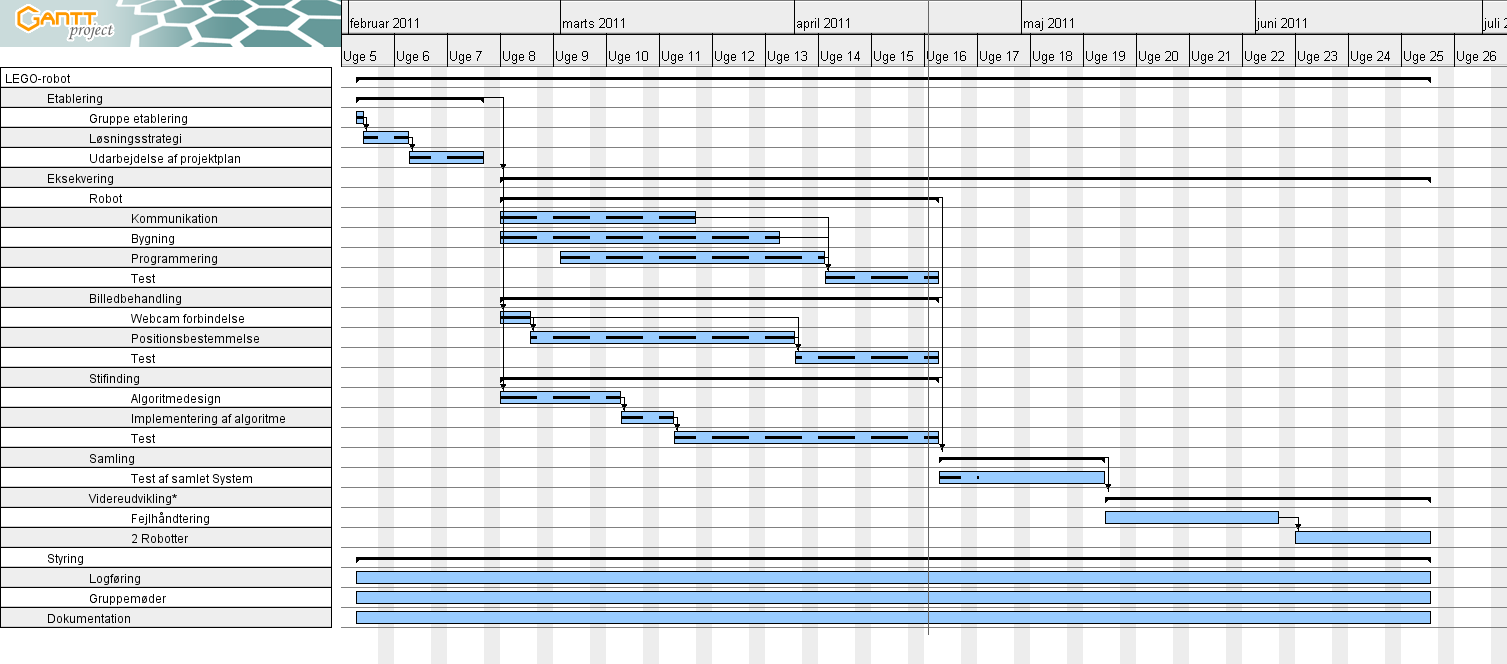 GANTT
project
februar 2011 marts 2011 april 2011 maj 2011 juni 2011 juli 2
Uge 5 Uge 6 Uge 7 Uge 8 Uge 9 Uge 10 Uge 11 Uge 12 Uge 13 Uge 14 Uge 15 Uge 16 Uge 17 Uge 18 Uge 19 Uge 20 Uge 21 Uge 22 Uge 23 Uge 24 Uge 25 Uge 26
LEGO-robot
Etablering
Gruppe etablering
Løsningsstrategi
Udarbejdelse af projektplan
Eksekvering
Robot
Kommunikation
Bygning
Programmering
Test
Billedbehandling
Webcam forbindelse
Positionsbestemmelse
Test
Stifinding
Algoritmedesign
Implementering af algoritme
Test
Samling
Test af samlet System
Videreudvikling*
Fejlhåndtering
2 Robotter
Styring
Logføring
Gruppemøder
Dokumentation